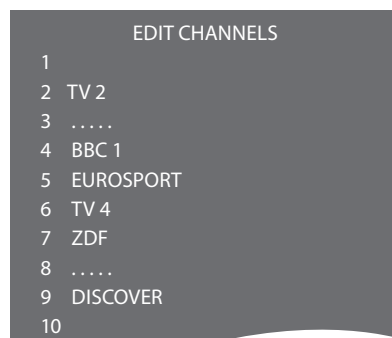 EDIT CHANNELS
1
2 TV 2
3 .....
4 BBC 1
5 EUROSPORT
6 TV 4
7 ZDF
8 .....
9 DISCOVER
10